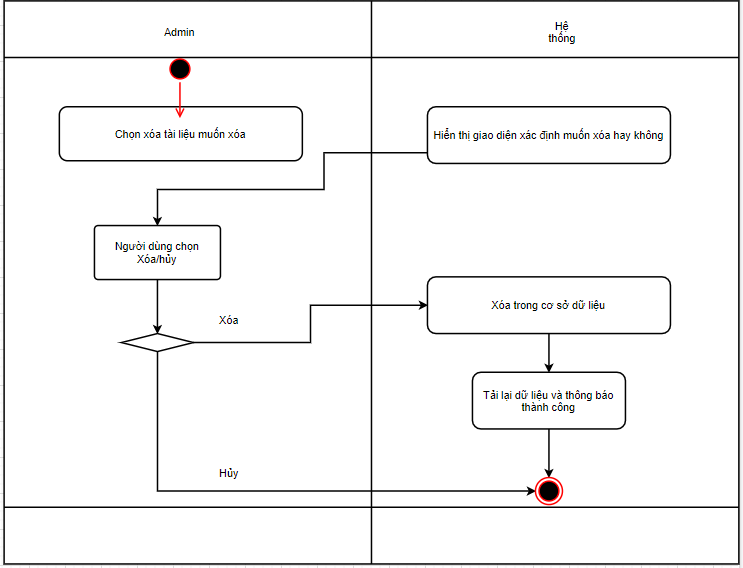 Admin
Hệ
thống
Chọn xóa tài liệu muốn xóa
Hiển thị giao diện xác định muốn xóa hay không
Người dùng chọn
Xóa/hủy
Xóa
Xóa trong cơ sở dữ liệu
Tải lại dữ liệu và thông báo
thành công
Hủy